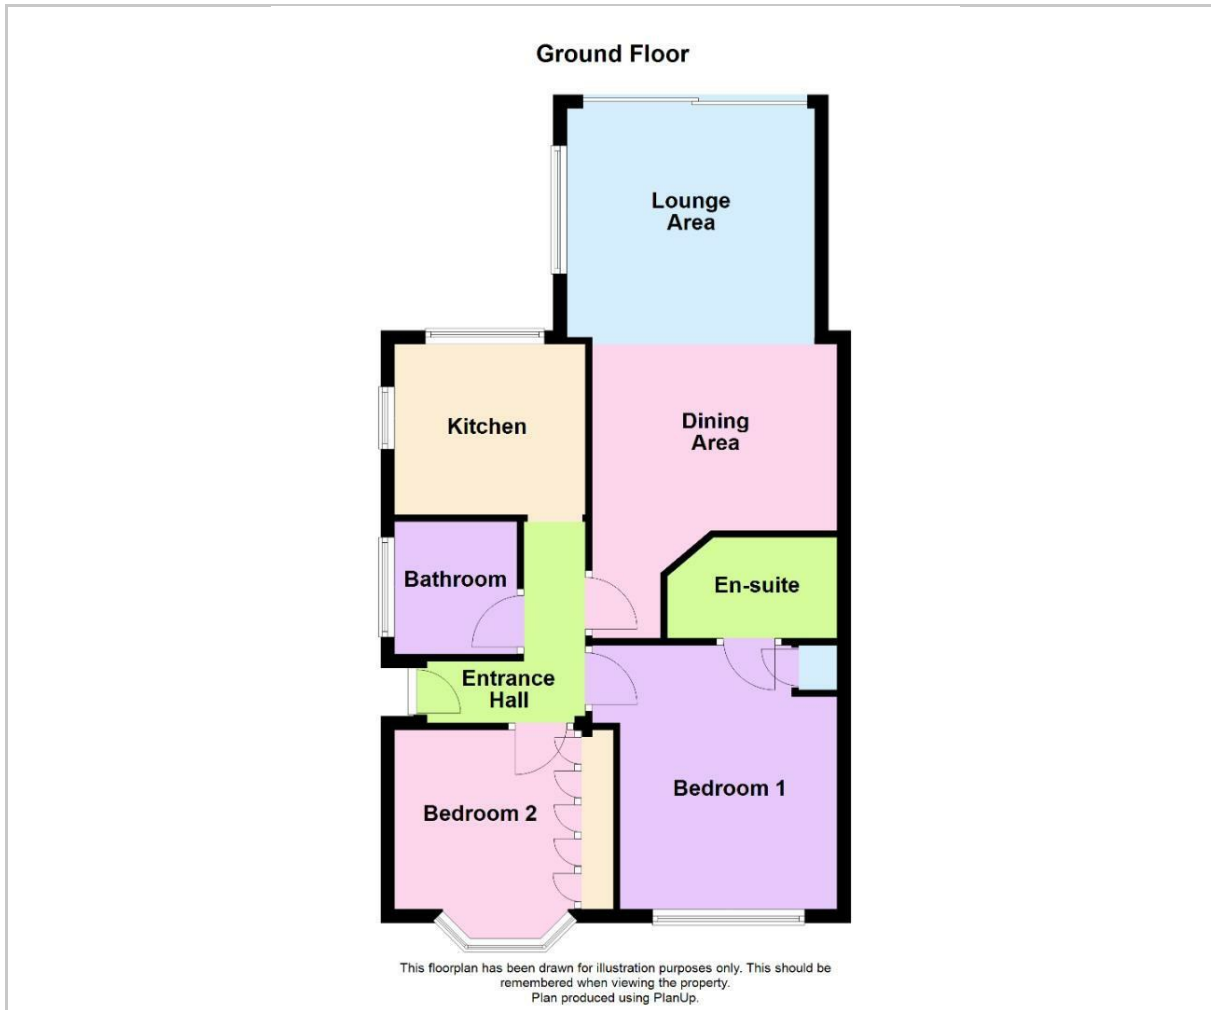 Ground Floor
Lounge
Area
Kitchen
Dining
Area
Bathroom
En-suite
Entrance
Hall
Bedroom 1
Bedroom 2
This floorplan has been drawn for illustration purposes only. This should be
remembered when viewing the property.
Plan produced using PlanUp.